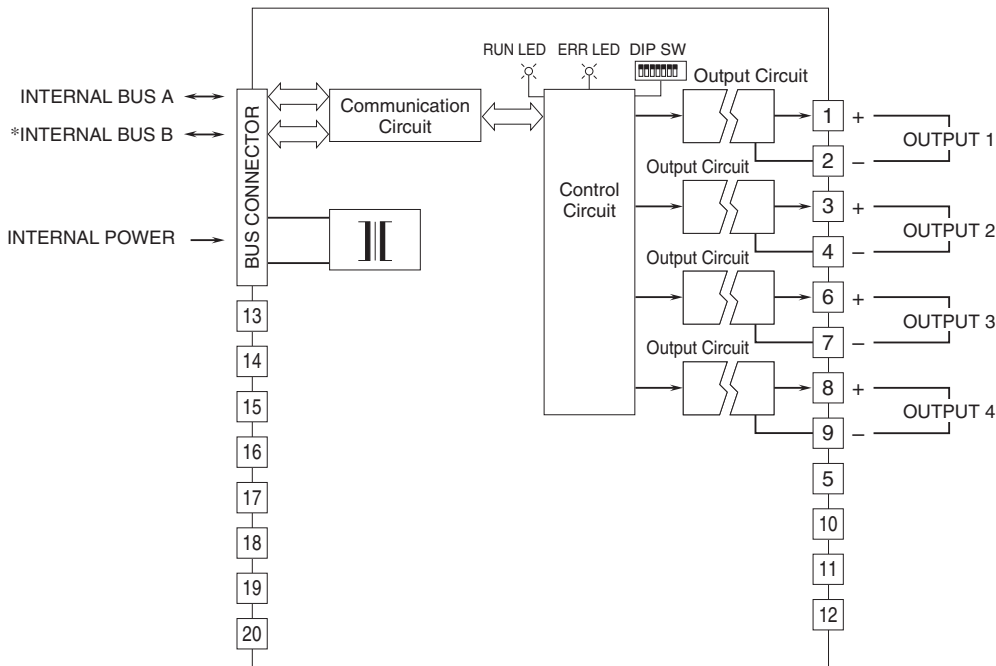 RUN LED ERR LED DIP SW
Output Circuit
INTERNAL BUS A
*INTERNAL BUS B
INTERNAL POWER
BUS CONNECTOR
Communication
Circuit
Control
Circuit
1 +
2 –
OUTPUT 1
Output Circuit
3 +
4 –
OUTPUT 2
Output Circuit
6 +
7 –
OUTPUT 3
Output Circuit
8 +
9 –
OUTPUT 4
5
10
11
12
13
14
15
16
17
18
19
20